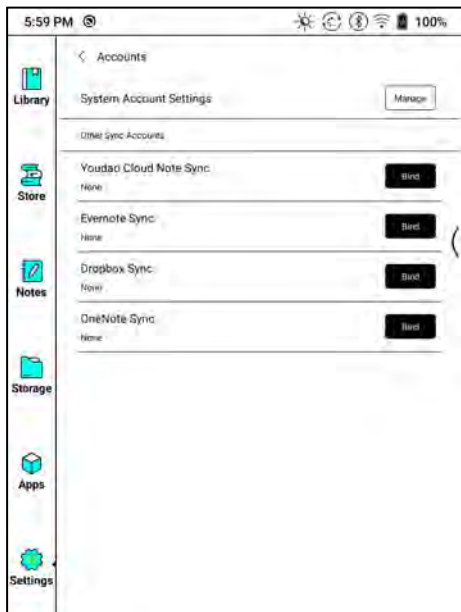 5:59 PM 100%
Accounts
System Account Settings Manage
Other Sync Accounts
Youdao Cloud Note Sync Bind
None
Evernote Sync Bind
None
Dropbox Sync Bind
None
OneNote Sync Bind
None
Library
Store
Notes
Storage
Apps
Settings